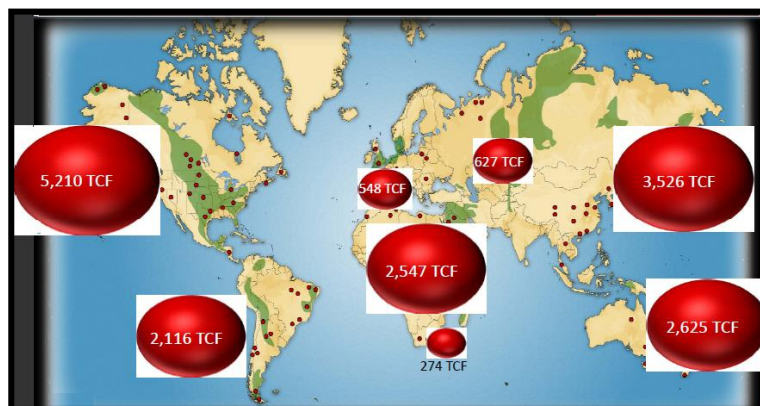 627 TCF
5,210 TCF
548 TCF
3,526 TCF
2,547 TCF
2,116 TCF
2,625 TCF
274 TCF